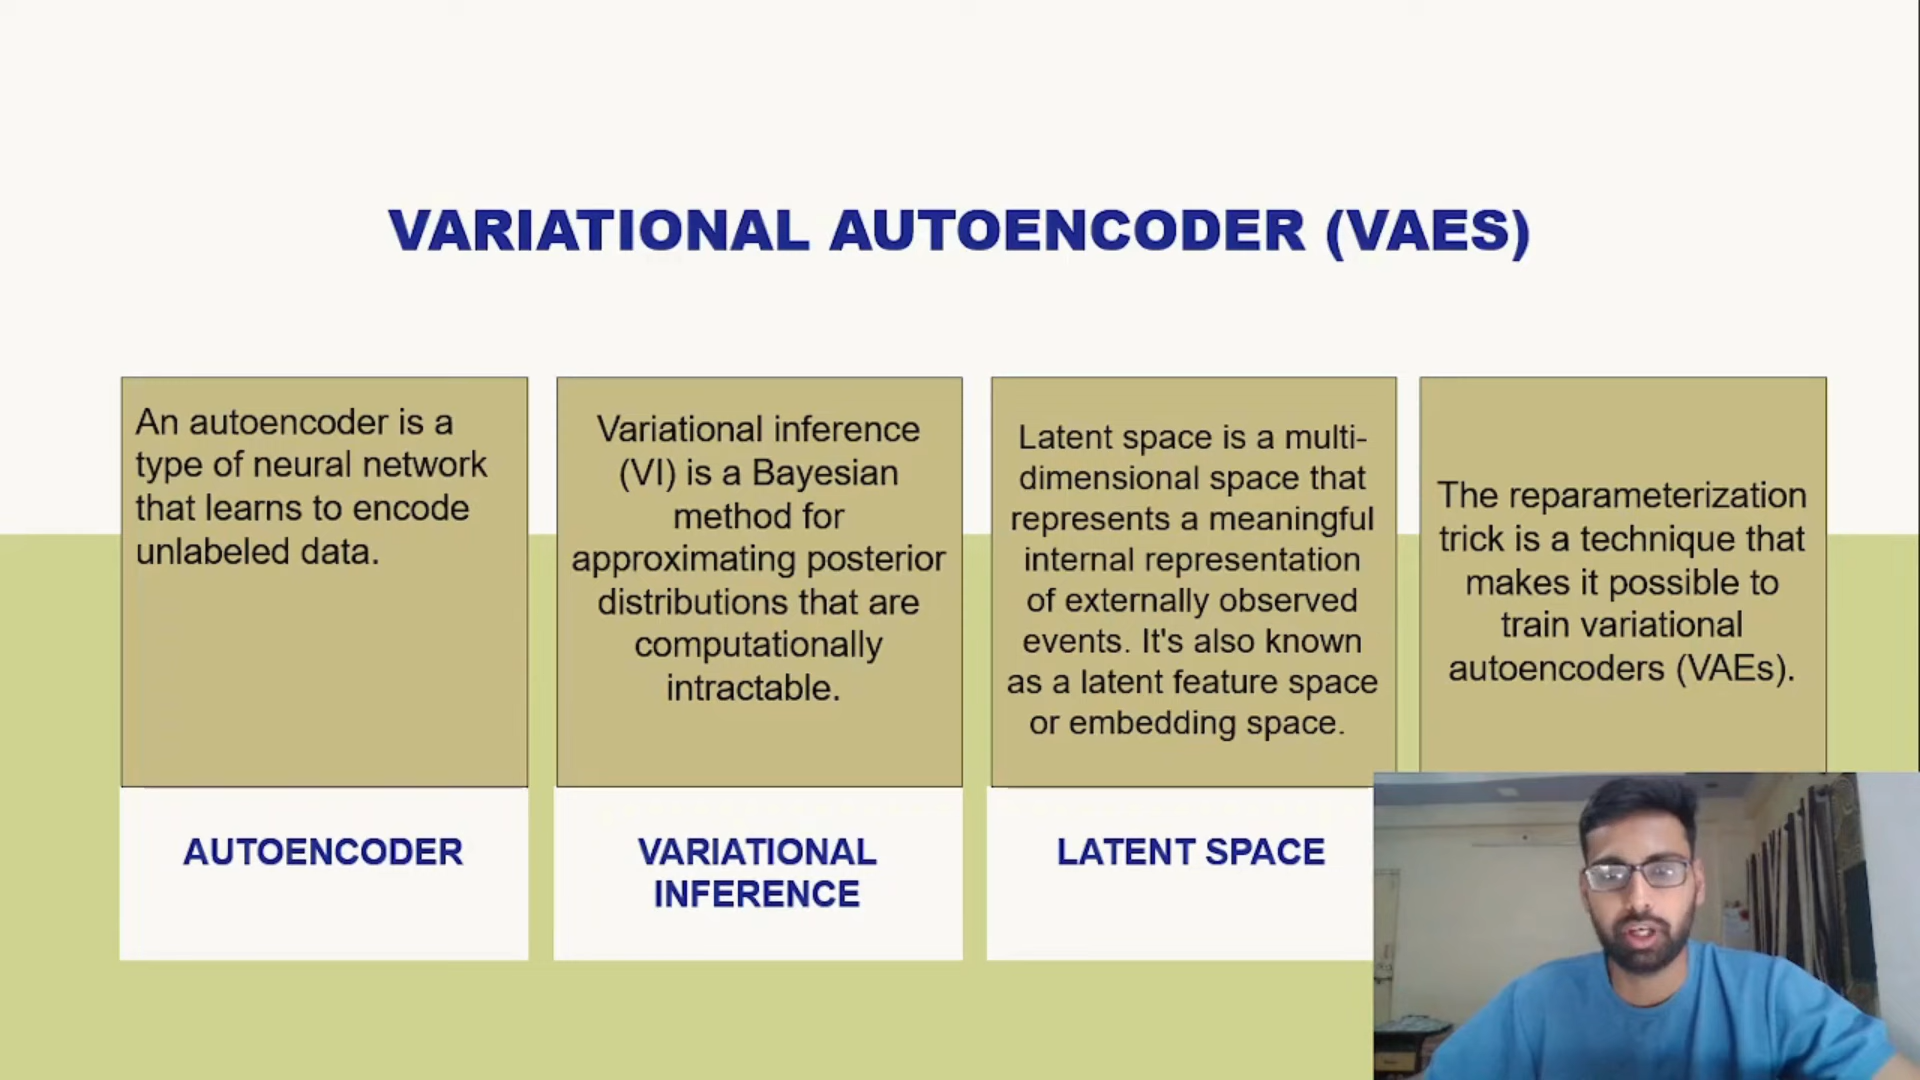 VARIATIONAL AUTOENCODER (VAES)
An autoencoder is a
type of neural network
that learns to encode
unlabeled data.
AUTOENCODER
Variational inference
(VI) is a Bayesian
method for
approximating posterior
distributions that are
computationally
intractable.
VARIATIONAL
INFERENCE
Latent space is a multi-
dimensional space that
represents a meaningful
internal representation
of externally observed
events. It's also known
as a latent feature space
or embedding space.
LATENT SPACE
The reparameterization
trick is a technique that
makes it possible to
train variational
autoencoders (VAEs).